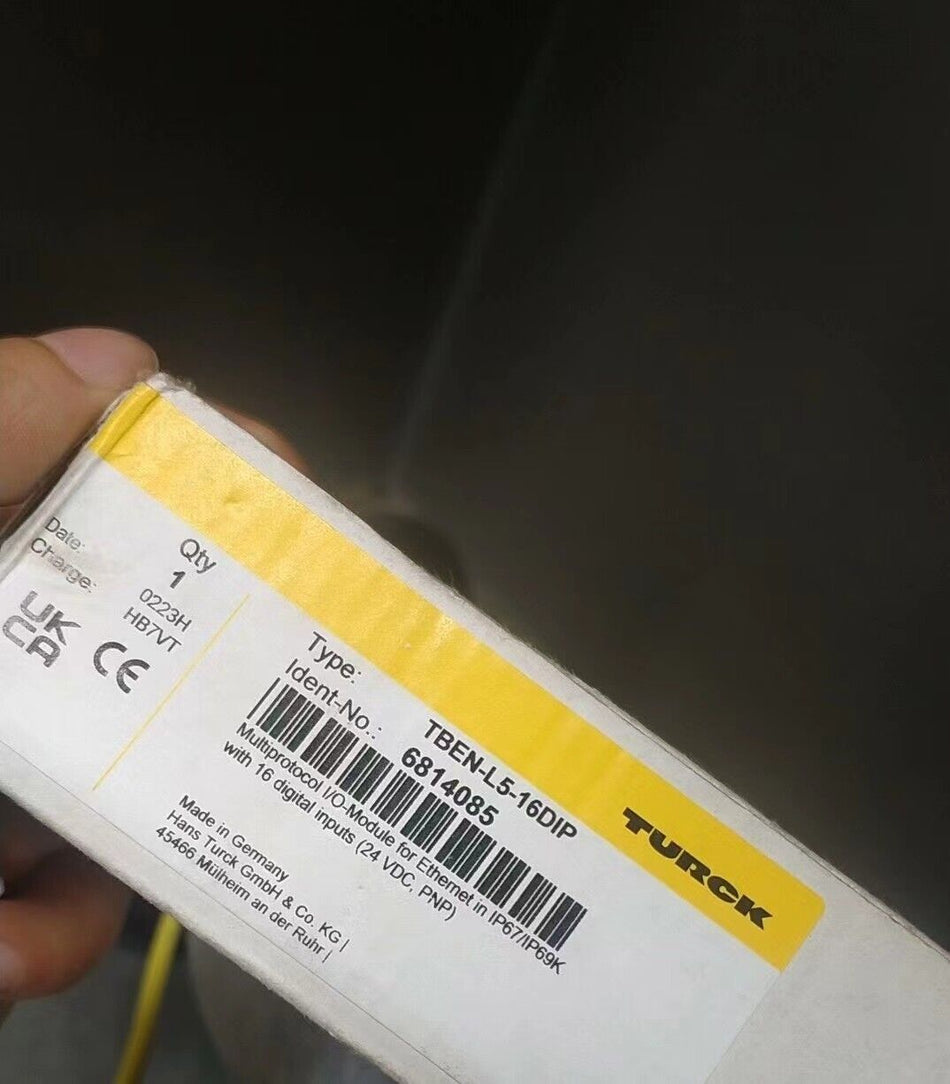 TURCK
Type: TBEN-L5-16DIP
Ident-No.: 6814085
Multiprotocol I/O-Module for Ethernet in IP67/IP69K
with 16 digital inputs (24 VDC, PNP)
Made in Germany
Hans Turck GmbH & Co. KG |
45466 Mülheim an der Ruhr |
Qty
1
Date: 0223H
Charge: HB7VT
UK
CA
CE